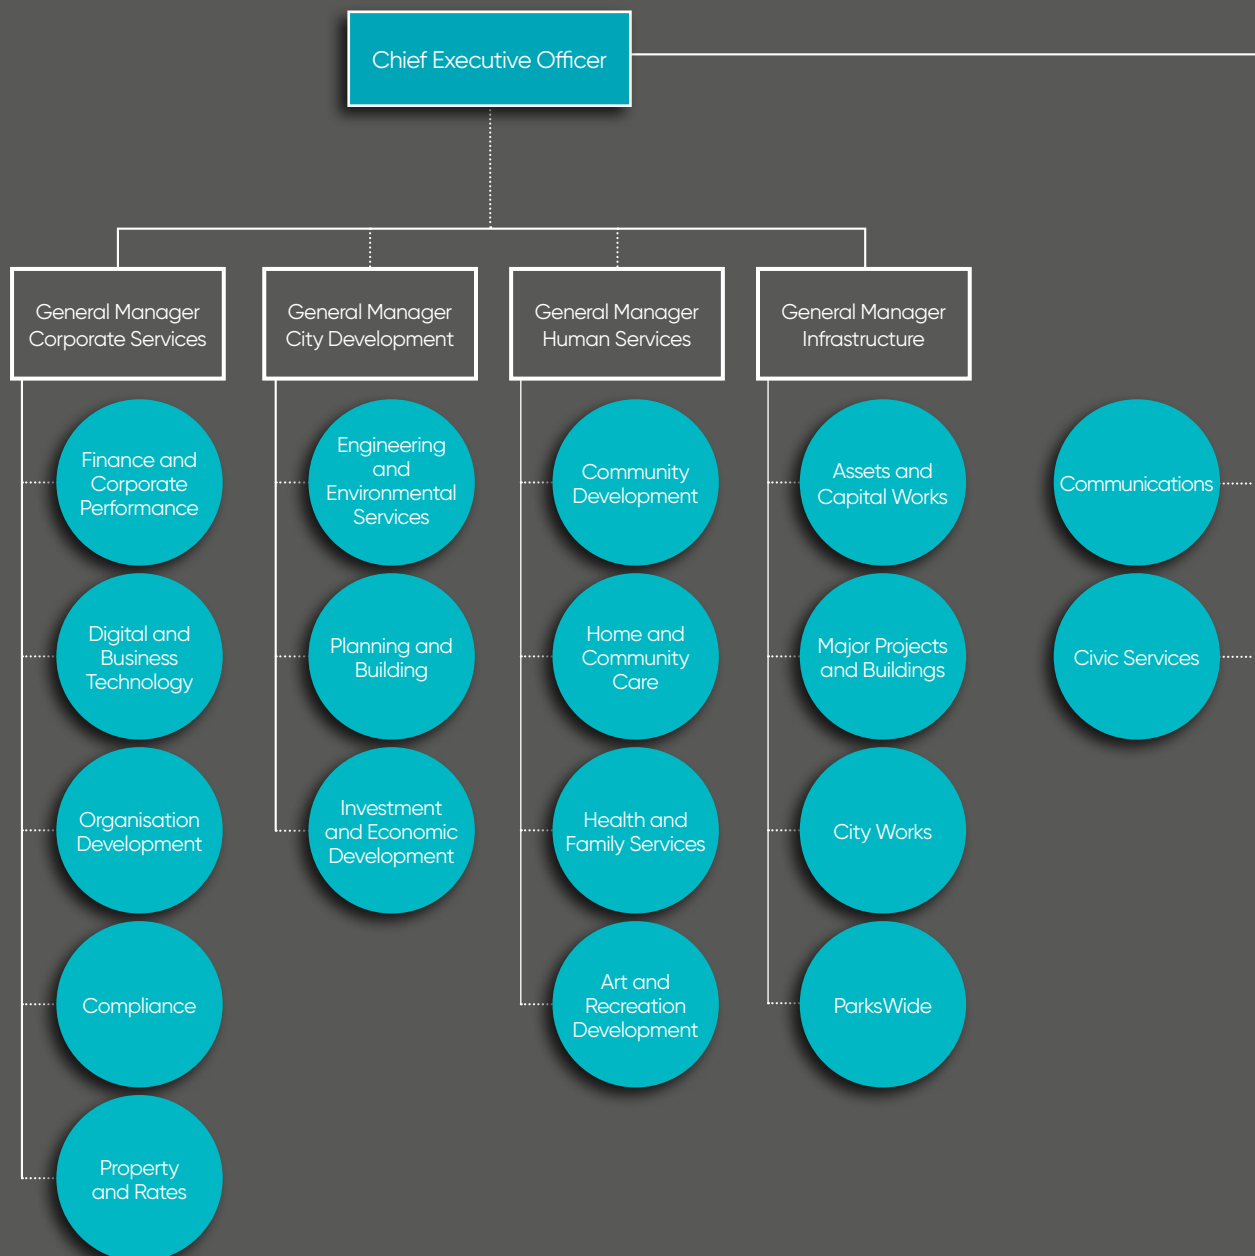 Chief Executive Officer
General Manager
Corporate Services
General Manager
City Development
General Manager
Human Services
General Manager
Infrastructure
Finance and
Corporate
Performance
Digital and
Business
Technology
Organisation
Development
Compliance
Property
and Rates
Engineering
and
Environmental
Services
Planning and
Building
Investment
and Economic
Development
Community
Development
Home and
Community
Care
Health and
Family Services
Art and
Recreation
Development
Assets and
Capital Works
Major Projects
and Buildings
City Works
ParksWide
Communications
Civic Services